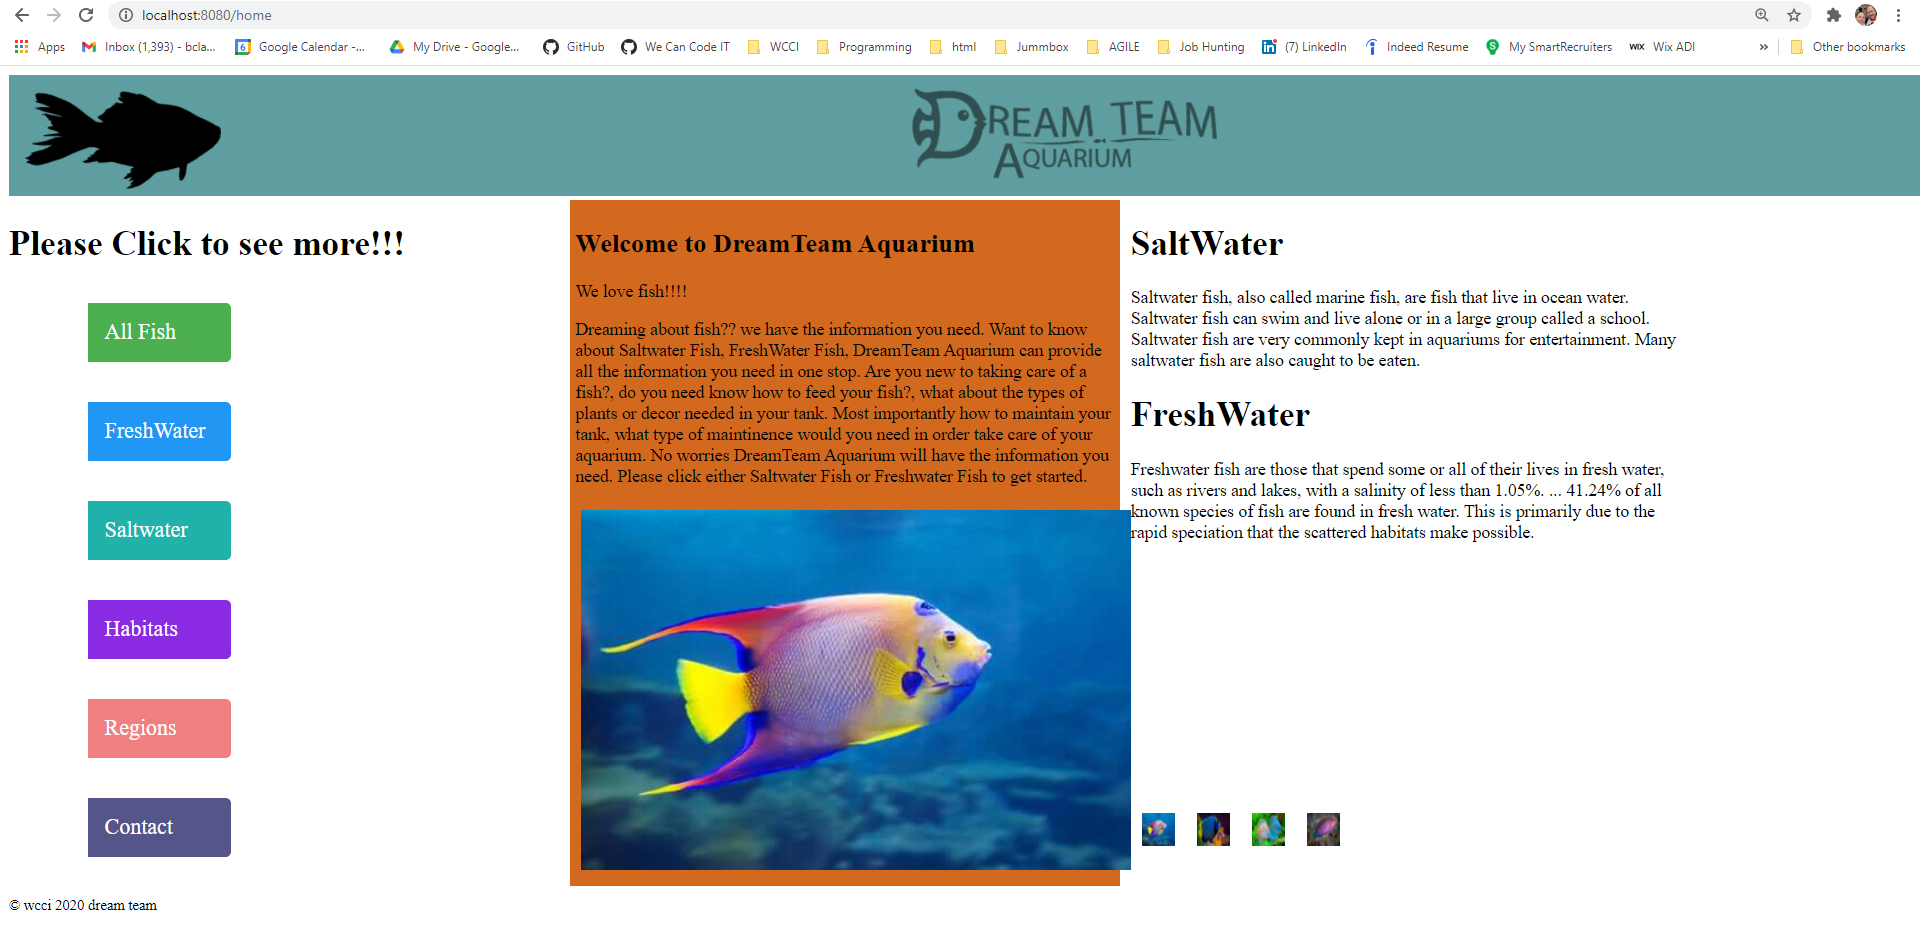 localhost:8080/home
Apps
Inbox (1,393) - bcla...
Google Calendar -...
My Drive - Google...
GitHub
We Can Code IT
WCCI
Programming
html
Jummbox
AGILE
Job Hunting
(7) LinkedIn
Indeed Resume
My SmartRecruiters
WIX Wix ADI
»
Other bookmarks
DREAM TEAM
AQUARIUM
Please Click to see more!!!
All Fish
FreshWater
Saltwater
Habitats
Regions
Contact
Welcome to DreamTeam Aquarium
We love fish!!!!
Dreaming about fish?? we have the information you need. Want to know
about Saltwater Fish, FreshWater Fish, DreamTeam Aquarium can provide
all the information you need in one stop. Are you new to taking care of a
fish?, do you need know how to feed your fish?, what about the types of
plants or decor needed in your tank. Most importantly how to maintain your
tank, what type of maintinence would you need in order take care of your
aquarium. No worries DreamTeam Aquarium will have the information you
need. Please click either Saltwater Fish or Freshwater Fish to get started.
SaltWater
Saltwater fish, also called marine fish, are fish that live in ocean water.
Saltwater fish can swim and live alone or in a large group called a school.
Saltwater fish are very commonly kept in aquariums for entertainment. Many
saltwater fish are also caught to be eaten.
FreshWater
Freshwater fish are those that spend some or all of their lives in fresh water,
such as rivers and lakes, with a salinity of less than 1.05%. ... 41.24% of all
known species of fish are found in fresh water. This is primarily due to the
rapid speciation that the scattered habitats make possible.
© wcci 2020 dream team